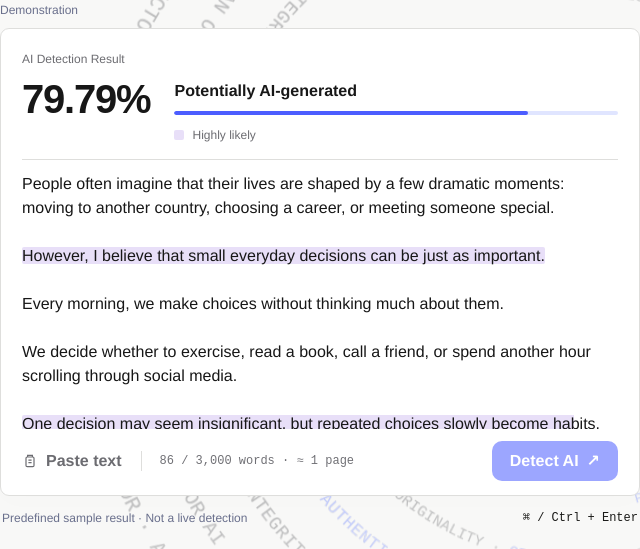 Demonstration
AI Detection Result
79.79%
Potentially AI-generated
Highly likely
People often imagine that their lives are shaped by a few dramatic moments:
moving to another country, choosing a career, or meeting someone special.
However, I believe that small everyday decisions can be just as important.
Every morning, we make choices without thinking much about them.
We decide whether to exercise, read a book, call a friend, or spend another hour
scrolling through social media.
One decision may seem insignificant, but repeated choices slowly become habits.
Paste text
86 / 3,000 words · ≈ 1 page
Detect AI ↗
Predefined sample result · Not a live detection
⌘ / Ctrl + Enter
OR AI
INTEGRIT
AUTHENTI
ORIGINALITY